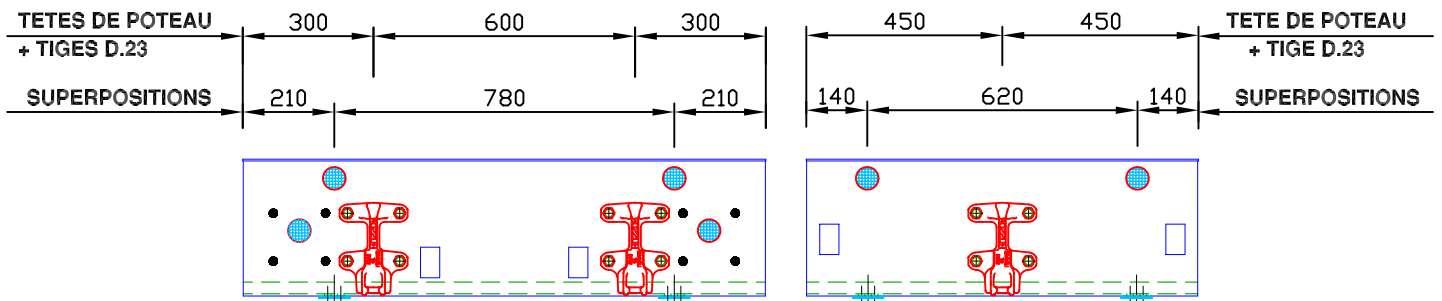 TETES DE POTEAU 300 600 300 450 450 TETE DE POTEAU
+ TIGES D.23 + TIGE D.23
SUPERPOSITIONS 210 780 210 140 620 140 SUPERPOSITIONS